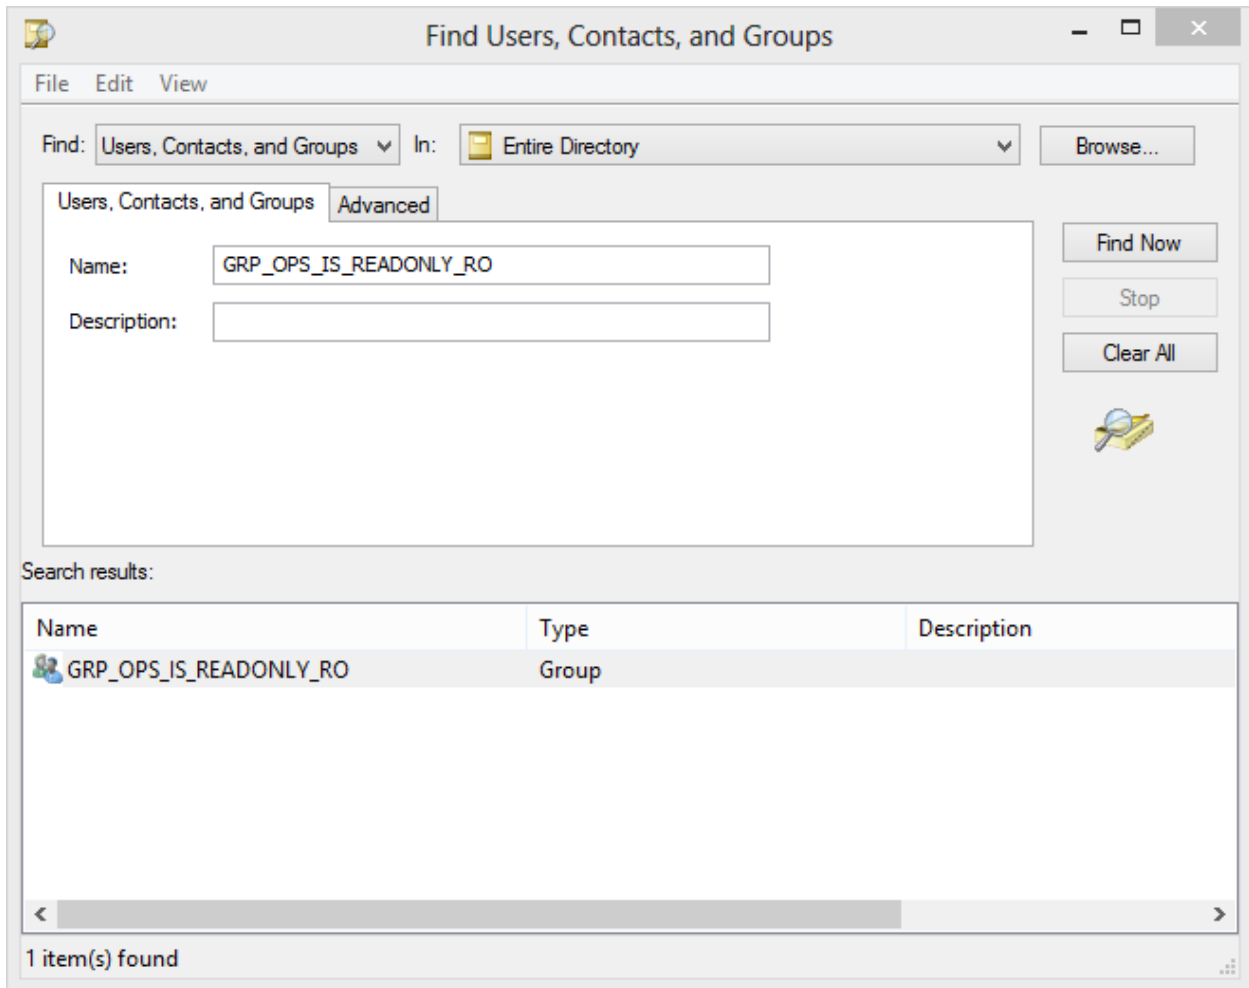 Find Users, Contacts, and Groups
File Edit View
Find: Users, Contacts, and Groups In: Entire Directory Browse...
Users, Contacts, and Groups Advanced
Name: GRP_OPS_IS_READONLY_RO Find Now
Description: Stop
Clear All
Search results:
Name Type Description
GRP_OPS_IS_READONLY_RO Group
1 item(s) found